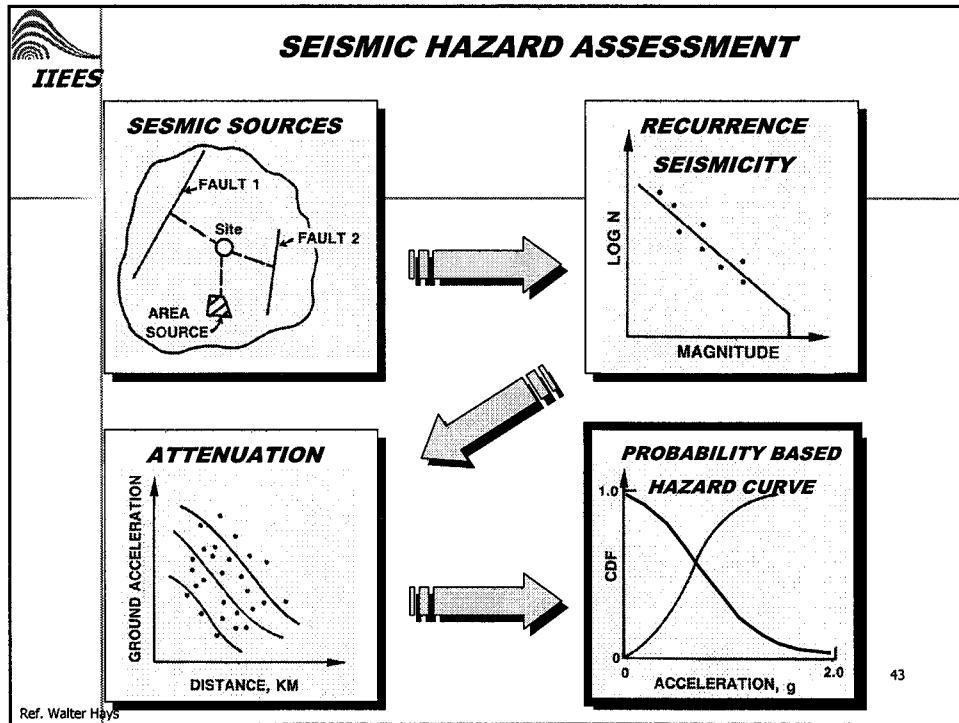 SEISMIC HAZARD ASSESSMENT
IIEES
SESMIC SOURCES
FAULT 1
Site
FAULT 2
AREA
SOURCE
RECURRENCE
SEISMICITY
LOG N
MAGNITUDE
ATTENUATION
GROUND ACCELERATION
DISTANCE, KM
PROBABILITY BASED
HAZARD CURVE
1.0
CDF
0
0
2.0
ACCELERATION, g
43
Ref. Walter Hays